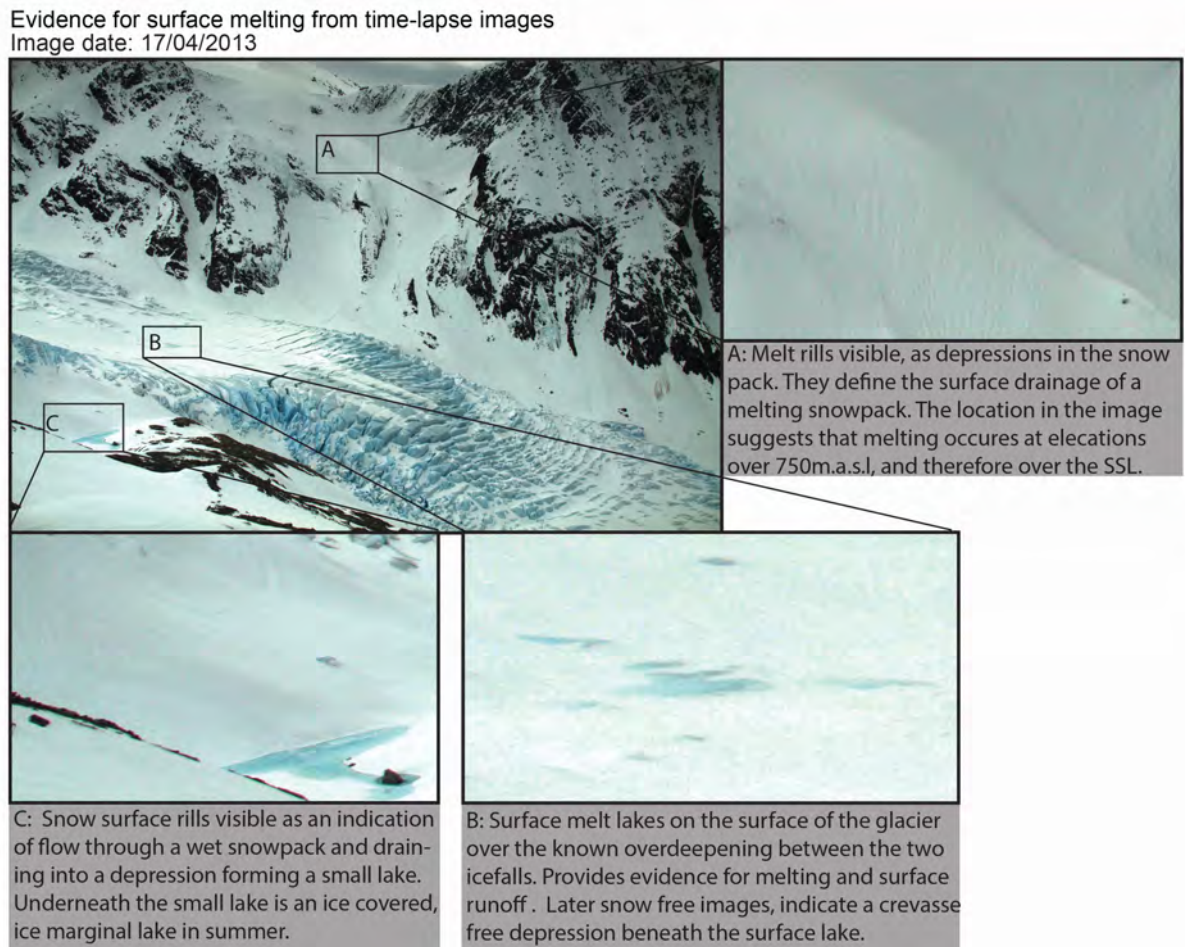 Evidence for surface melting from time-lapse images
Image date: 17/04/2013
A
B
C
A: Melt rills visible, as depressions in the snow
pack. They define the surface drainage of a
melting snowpack. The location in the image
suggests that melting occures at elecations
over 750m.a.s.l, and therefore over the SSL.
C: Snow surface rills visible as an indication
of flow through a wet snowpack and drain-
ing into a depression forming a small lake.
Underneath the small lake is an ice covered,
ice marginal lake in summer.
B: Surface melt lakes on the surface of the glacier
over the known overdeepening between the two
icefalls. Provides evidence for melting and surface
runoff . Later snow free images, indicate a crevasse
free depression beneath the surface lake.